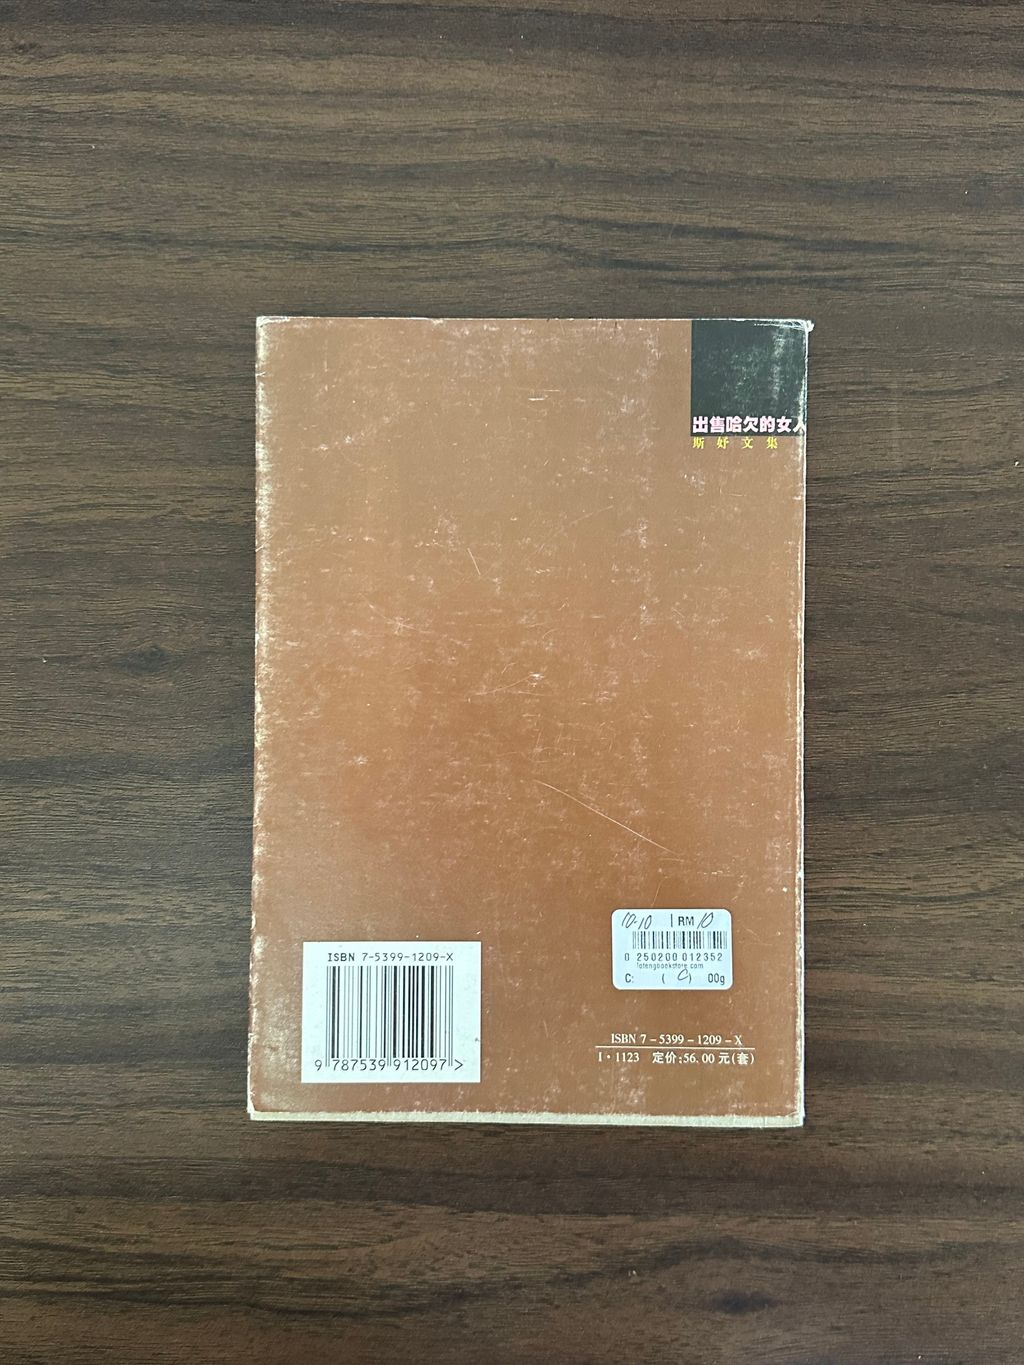 出售哈欠的女人
斯妤文集
ISBN 7-5399-1209-X
9 787539 912097 >
10-10 1 RM 10
0 250200 012352
C: ( C ) 00g
ISBN 7-5399-1209-X
I·1123 定价:56.00元(套)